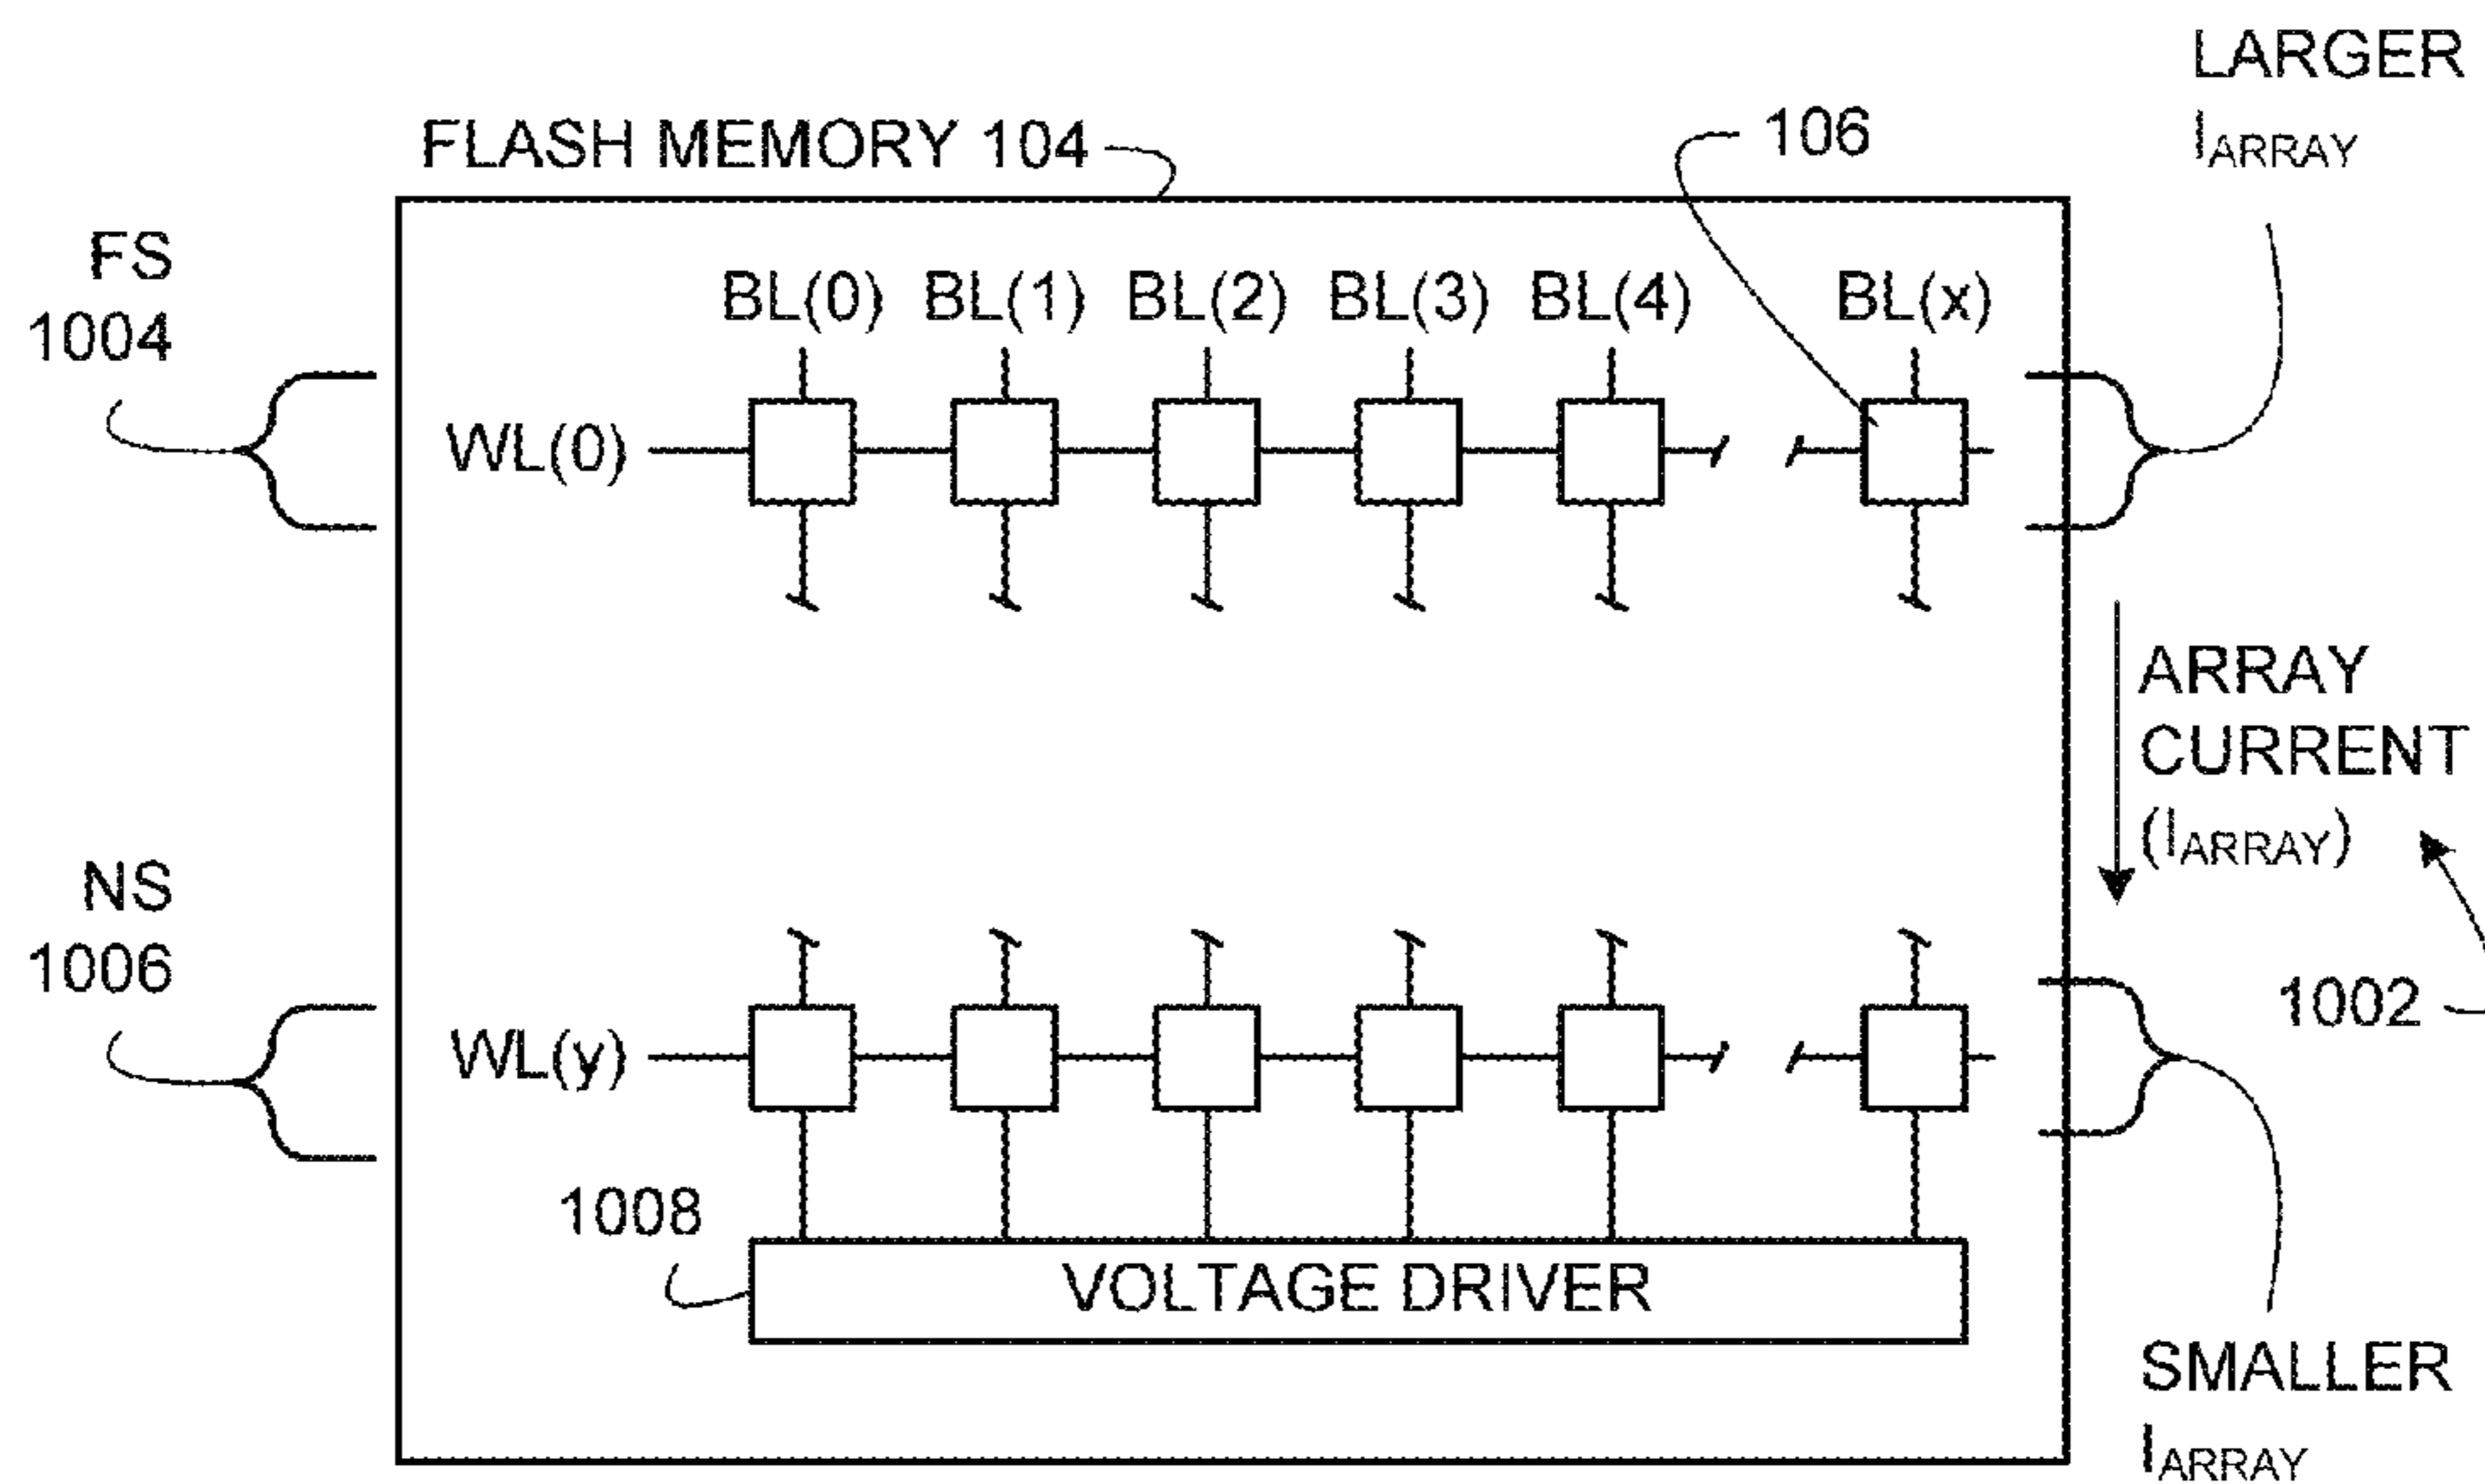 LARGER
IARRAY
FLASH MEMORY 104
106
FS
1004
BL(0) BL(1) BL(2) BL(3) BL(4) BL(x)
WL(0)
ARRAY
CURRENT
(IARRAY)
NS
1006
1002
WL(y)
1008
VOLTAGE DRIVER
SMALLER
IARRAY